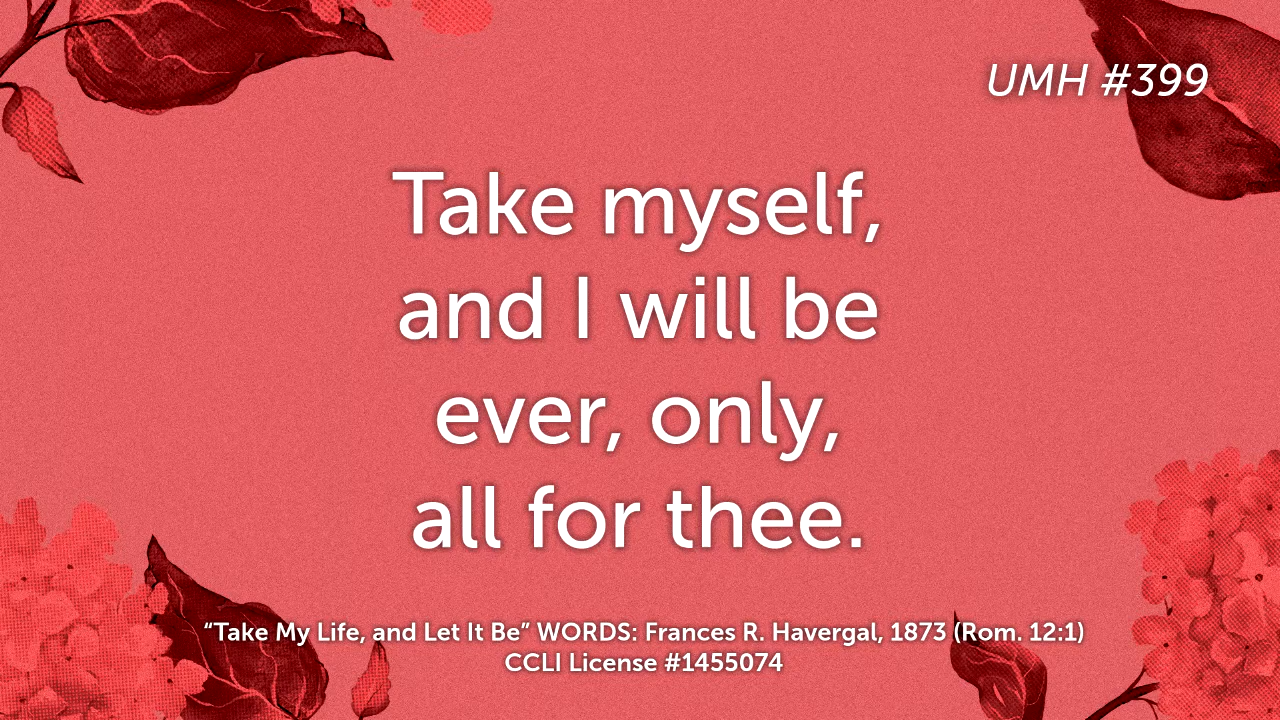 UMH #399
Take myself,
and I will be
ever, only,
all for thee.
“Take My Life, and Let It Be” WORDS: Frances R. Havergal, 1873 (Rom. 12:1)
CCLI License #1455074